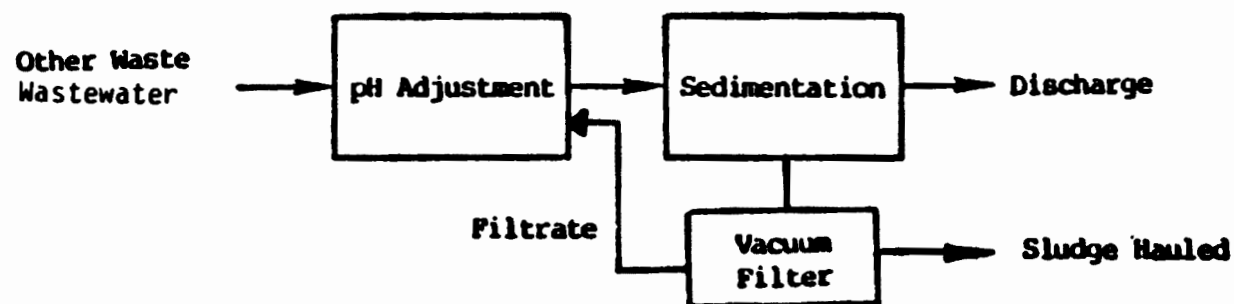 Other Waste
Wastewater
pH Adjustment
Sedimentation
Discharge
Filtrate
Vacuum
Filter
Sludge Hauled